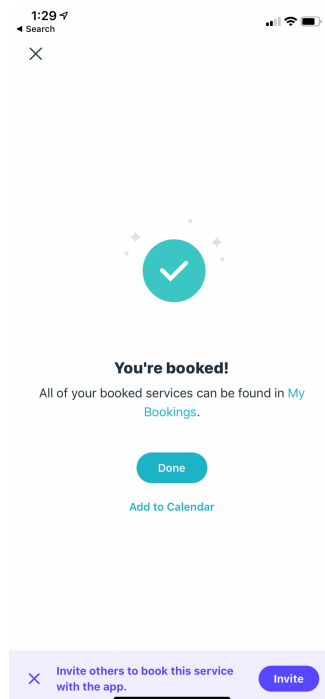 1:29
◀ Search
You're booked!
All of your booked services can be found in My
Bookings.
Done
Add to Calendar
Invite others to book this service
with the app.
Invite